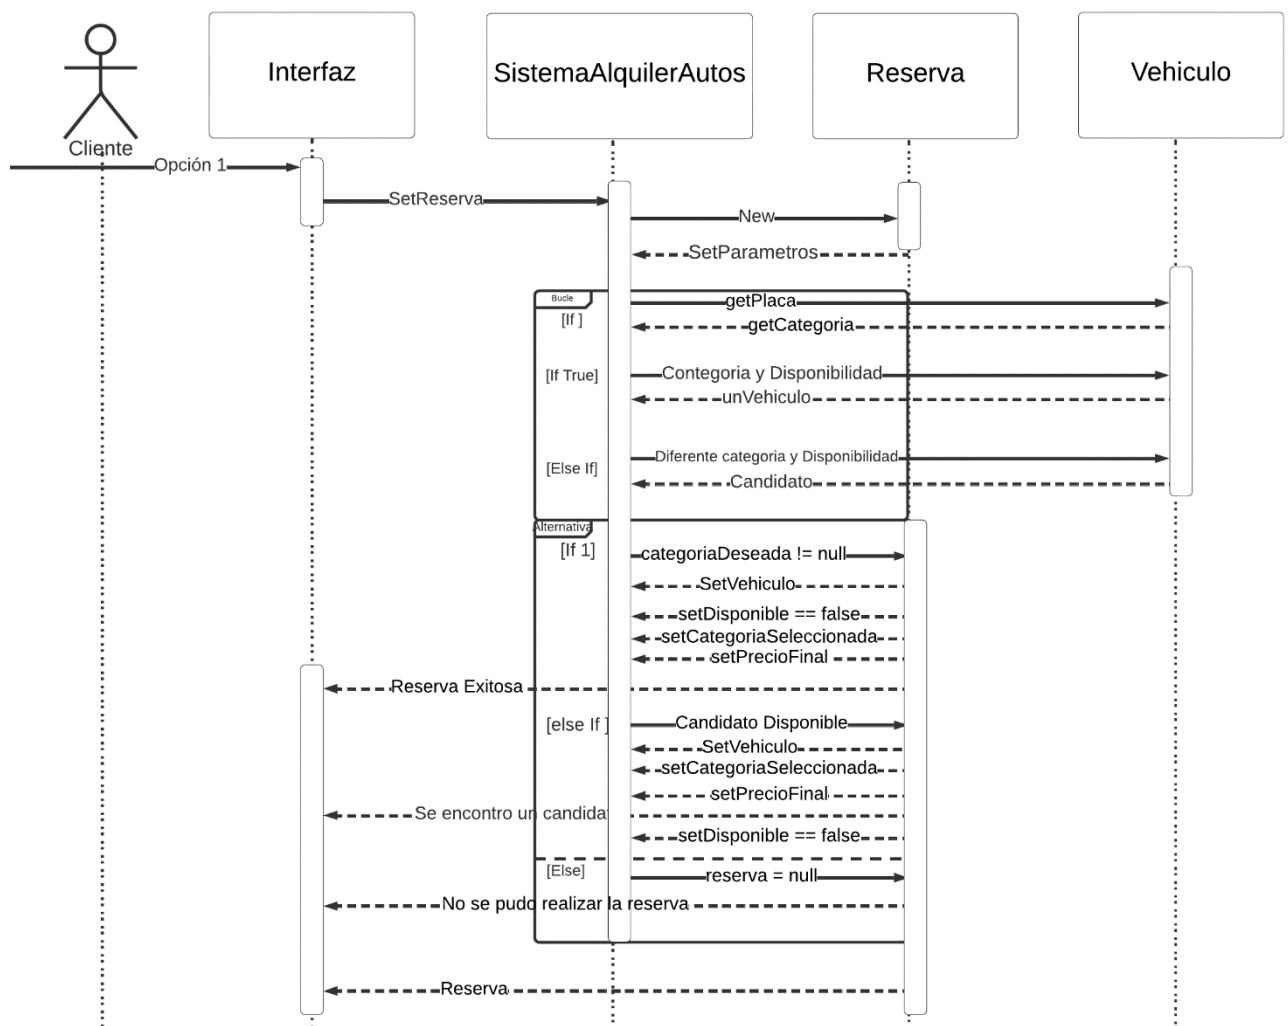 Cliente
Interfaz
SistemaAlquilerAutos
Reserva
Vehiculo
Opción 1
SetReserva
New
SetParametros
Bucle
[If ]
getPlaca
getCategoria
[If True]
Contegoria y Disponibilidad
unVehiculo
[Else If]
Diferente categoria y Disponibilidad
Candidato
Alternativa
[If 1]
categoriaDeseada != null
SetVehiculo
setDisponible == false
setCategoriaSeleccionada
setPrecioFinal
Reserva Exitosa
[else If ]
Candidato Disponible
SetVehiculo
setCategoriaSeleccionada
setPrecioFinal
Se encontro un candidat
setDisponible == false
[Else]
reserva = null
No se pudo realizar la reserva
Reserva